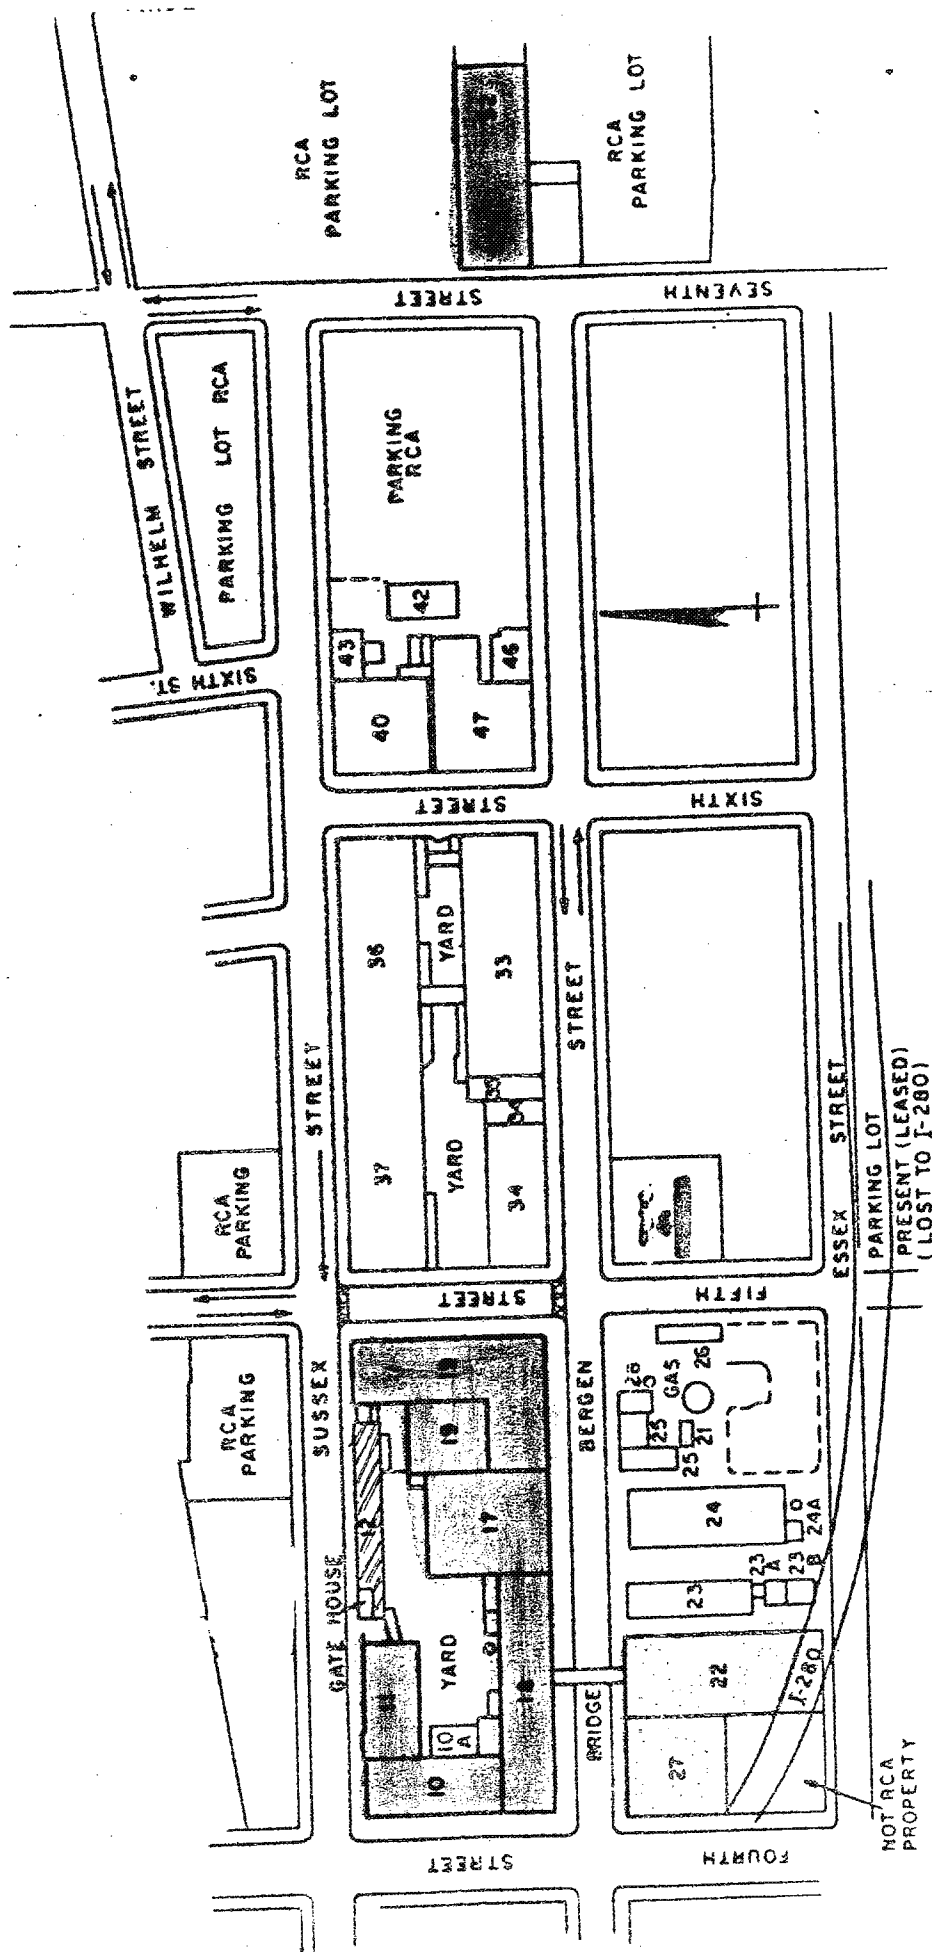 RCA
PARKING LOT
RCA
PARKING LOT
STREET
SEVENTH
WILHELM STREET
PARKING LOT RCA
PARKING
RCA
SIXTH ST.
43
42
46
40
47
STREET
SIXTH
36
YARD
33
STREET
STREET
37
YARD
34
RCA
PARKING
ESSEX STREET
PARKING LOT
PRESENT (LEASED)
(LOST TO I-280)
STREET
FIFTH
RCA
PARKING
SUSSEX
BERGEN
19
17
12
GATE HOUSE
11
YARD
10
A
10
18
BRIDGE
GAS
26
25
25
21
24
24A
23
23
A
23
B
22
I-280
27
NOT RCA
PROPERTY
STREET
FOURTH